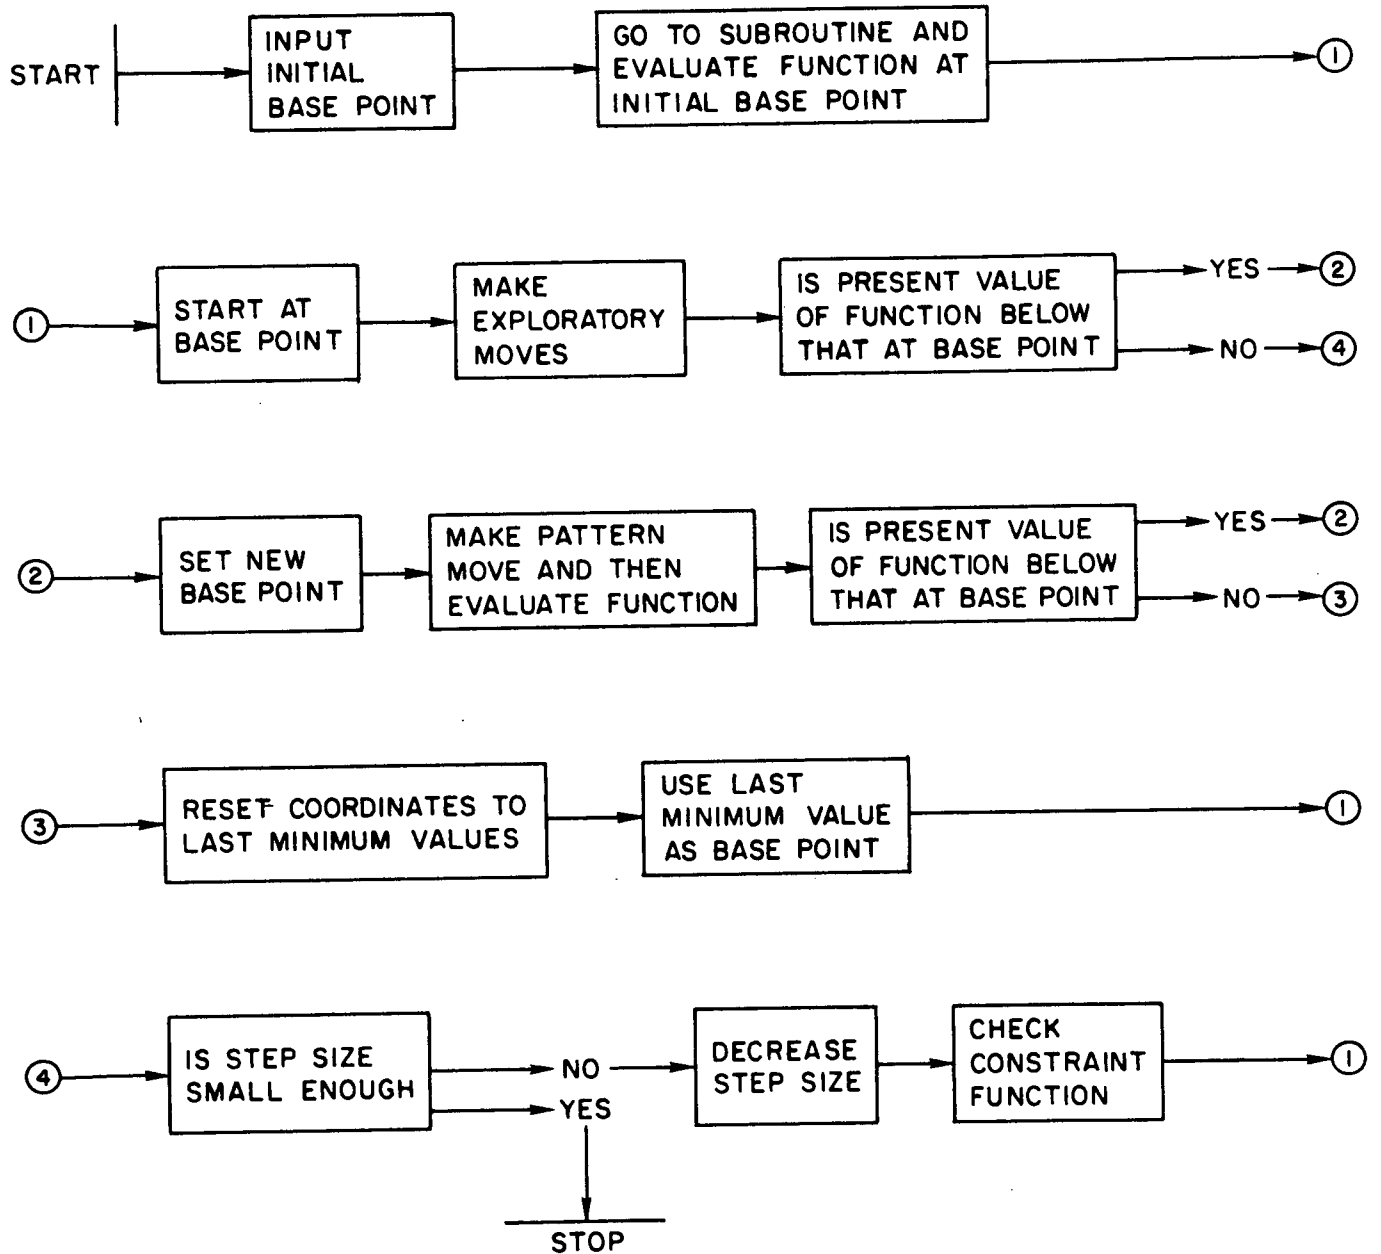 START
INPUT
INITIAL
BASE POINT
GO TO SUBROUTINE AND
EVALUATE FUNCTION AT
INITIAL BASE POINT
1
1
START AT
BASE POINT
MAKE
EXPLORATORY
MOVES
IS PRESENT VALUE
OF FUNCTION BELOW
THAT AT BASE POINT
YES
2
NO
4
2
SET NEW
BASE POINT
MAKE PATTERN
MOVE AND THEN
EVALUATE FUNCTION
IS PRESENT VALUE
OF FUNCTION BELOW
THAT AT BASE POINT
YES
2
NO
3
3
RESET COORDINATES TO
LAST MINIMUM VALUES
USE LAST
MINIMUM VALUE
AS BASE POINT
1
4
IS STEP SIZE
SMALL ENOUGH
NO
YES
DECREASE
STEP SIZE
CHECK
CONSTRAINT
FUNCTION
1
STOP